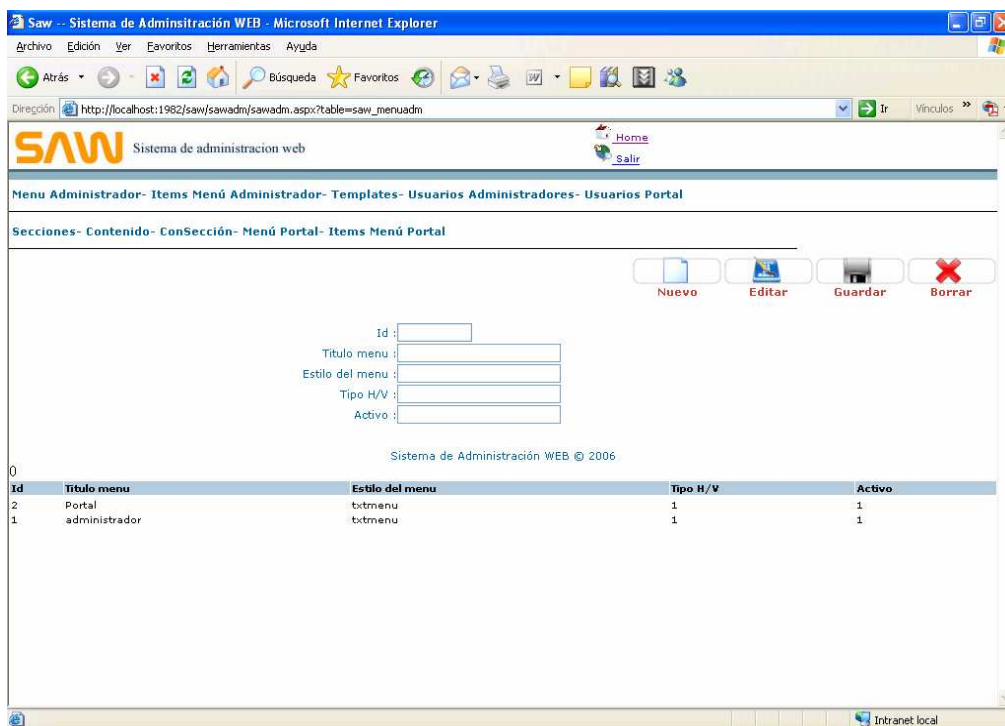 Saw -- Sistema de Adminsitración WEB - Microsoft Internet Explorer
Archivo Edición Ver Favoritos Herramientas Ayuda
Atrás Búsqueda Favoritos
Dirección http://localhost:1982/saw/sawadm/sawadm.aspx?table=saw_menuadm Ir Vínculos »
SAW Sistema de administracion web
Home
Salir
Menu Administrador- Items Menú Administrador- Templates- Usuarios Administradores- Usuarios Portal
Secciones- Contenido- ConSección- Menú Portal- Items Menú Portal
Nuevo Editar Guardar Borrar
Id :
Titulo menu :
Estilo del menu :
Tipo H/V :
Activo :
Sistema de Administración WEB © 2006
()
Id Titulo menu Estilo del menu Tipo H/V Activo
2 Portal txtmenu 1 1
1 administrador txtmenu 1 1
Intranet local